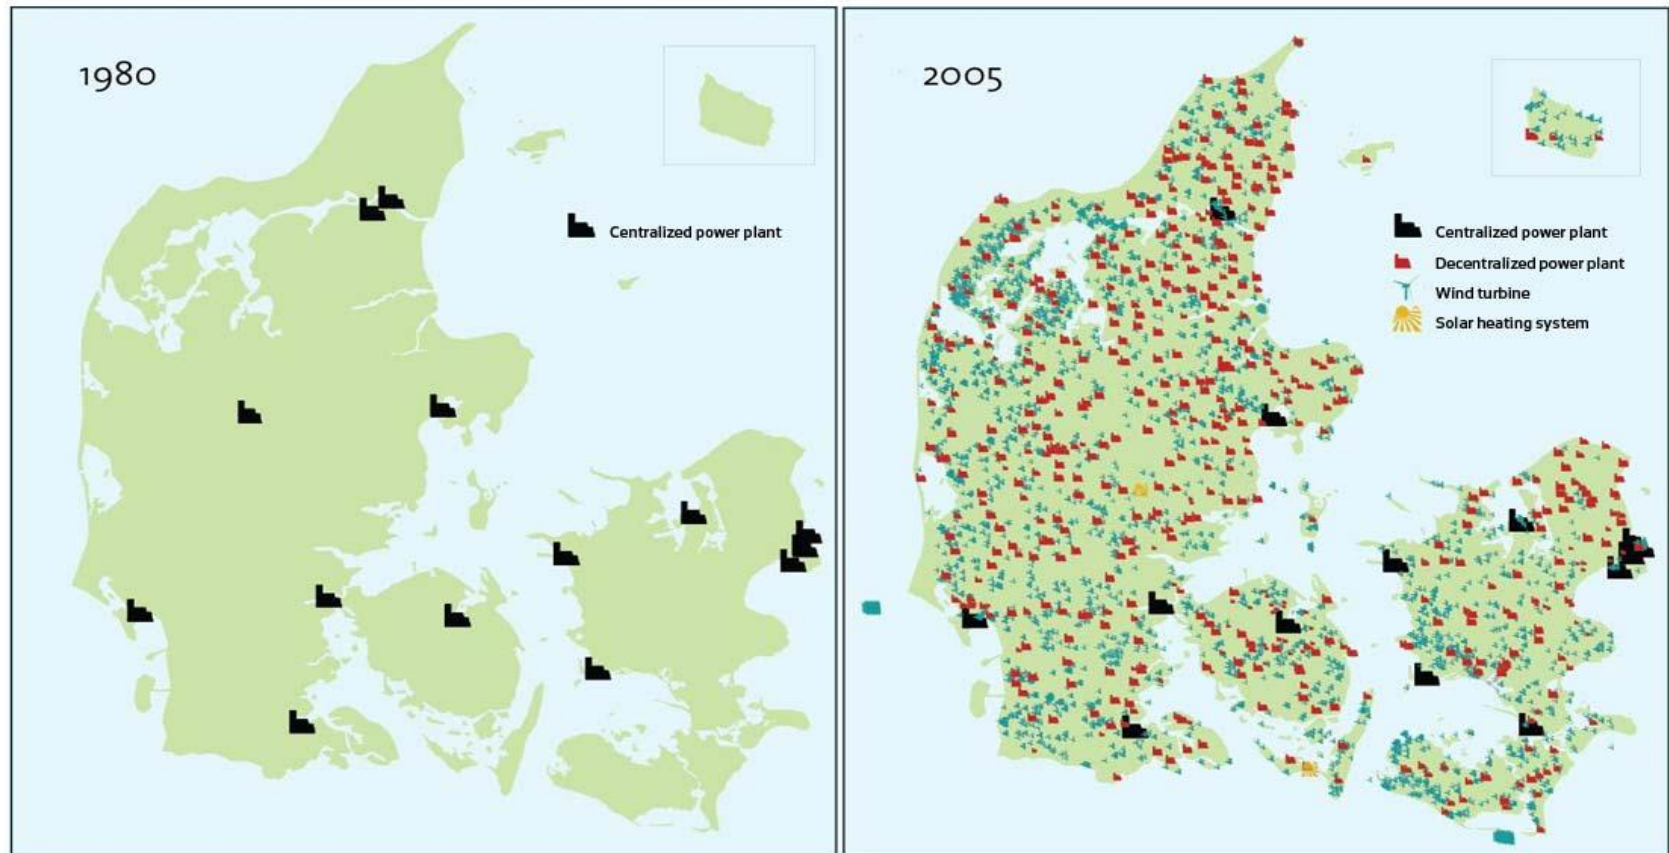 1980
Centralized power plant
2005
Centralized power plant
Decentralized power plant
Wind turbine
Solar heating system